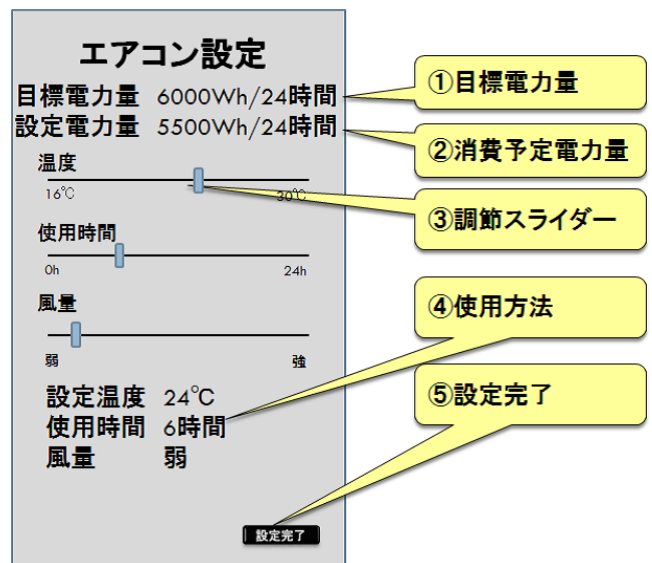 エアコン設定
目標電力量 6000Wh/24時間
設定電力量 5500Wh/24時間
温度
16℃ 30℃
使用時間
0h 24h
風量
弱 強
設定温度 24℃
使用時間 6時間
風量 弱
設定完了
①目標電力量
②消費予定電力量
③調節スライダー
④使用方法
⑤設定完了